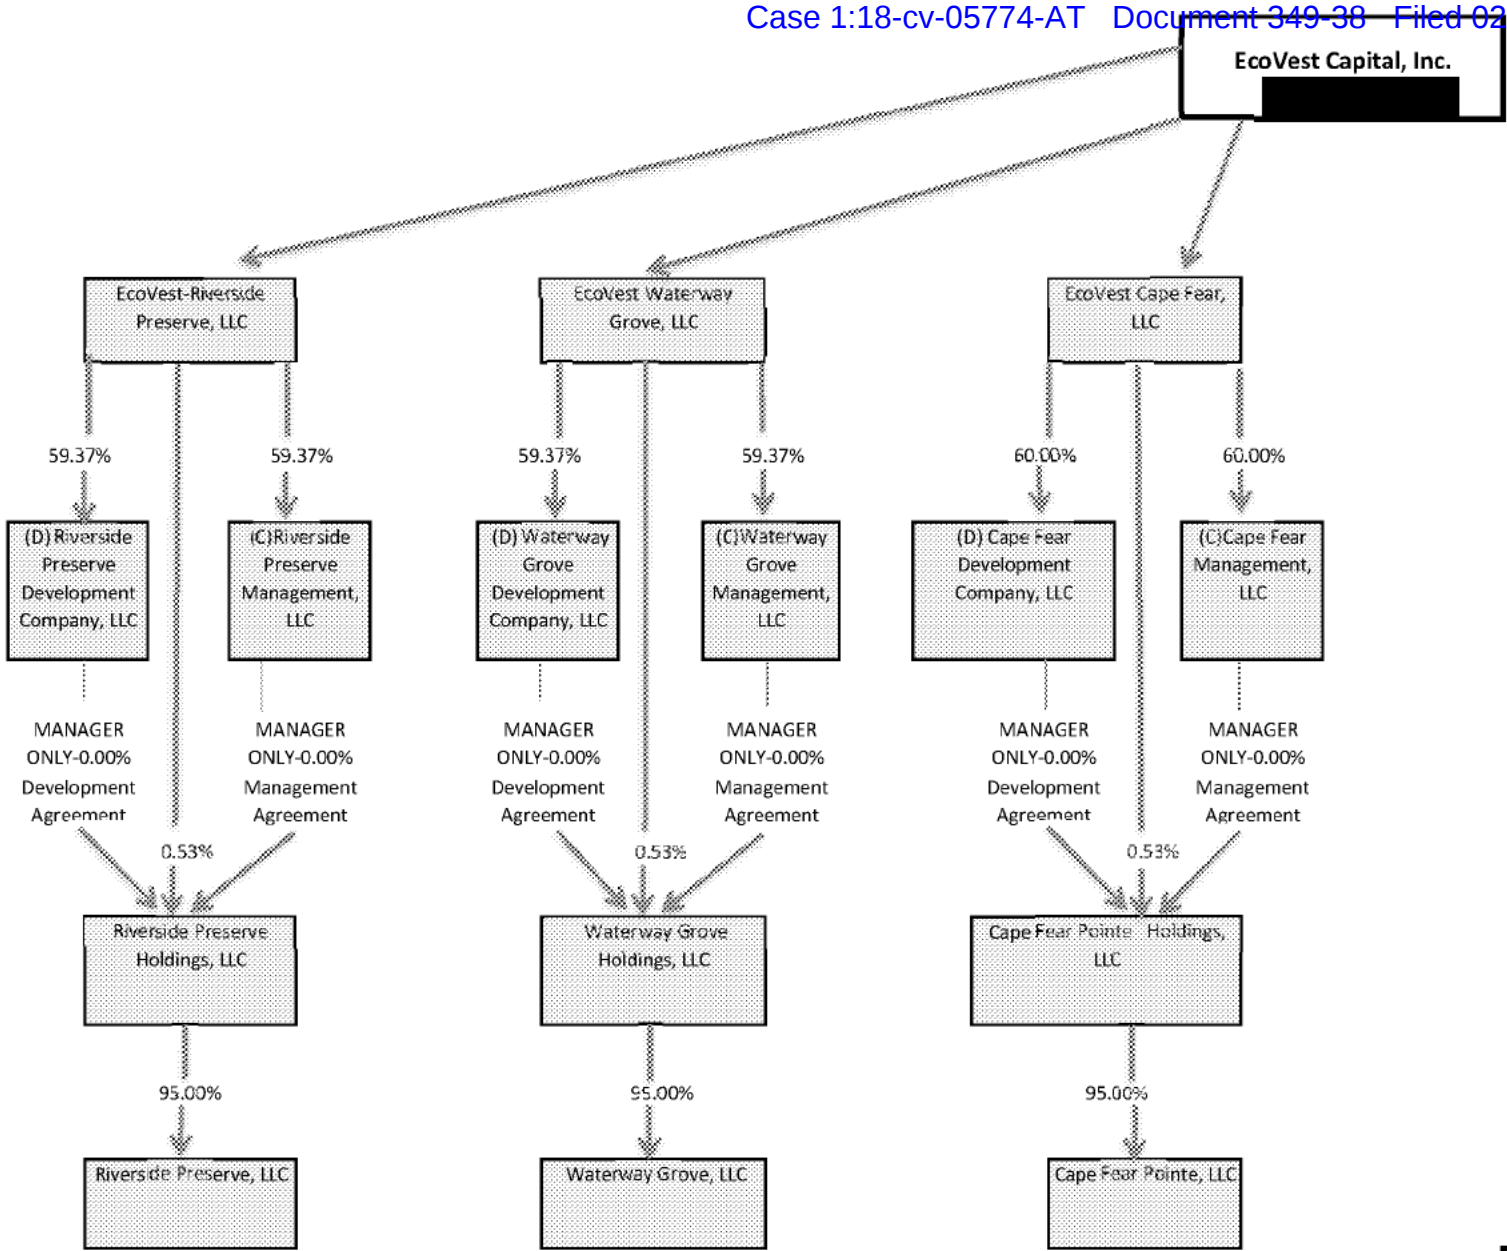 Case 1:18-cv-05774-AT Document 349-38 Filed 02
EcoVest Capital, Inc.
EcoVest-Riverside
Preserve, LLC
EcoVest Waterway
Grove, LLC
EcoVest Cape Fear,
LLC
59.37%
59.37%
59.37%
59.37%
60.00%
60.00%
(D) Riverside
Preserve
Development
Company, LLC
(C)Riverside
Preserve
Management,
LLC
(D) Waterway
Grove
Development
Company, LLC
(C)Waterway
Grove
Management,
LLC
(D) Cape Fear
Development
Company, LLC
(C)Cape Fear
Management,
LLC
MANAGER
ONLY-0.00%
Development
Agreement
MANAGER
ONLY-0.00%
Management
Agreement
MANAGER
ONLY-0.00%
Development
Agreement
MANAGER
ONLY-0.00%
Management
Agreement
MANAGER
ONLY-0.00%
Development
Agreement
MANAGER
ONLY-0.00%
Management
Agreement
0.53%
0.53%
0.53%
Riverside Preserve
Holdings, LLC
Waterway Grove
Holdings, LLC
Cape Fear Pointe Holdings,
LLC
95.00%
95.00%
95.00%
Riverside Preserve, LLC
Waterway Grove, LLC
Cape Fear Pointe, LLC